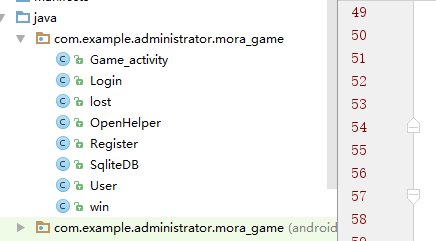 manifests
java
com.example.administrator.mora_game
Game_activity
Login
lost
OpenHelper
Register
SqliteDB
User
win
com.example.administrator.mora_game (android
49
50
51
52
53
54
55
56
57
58
59